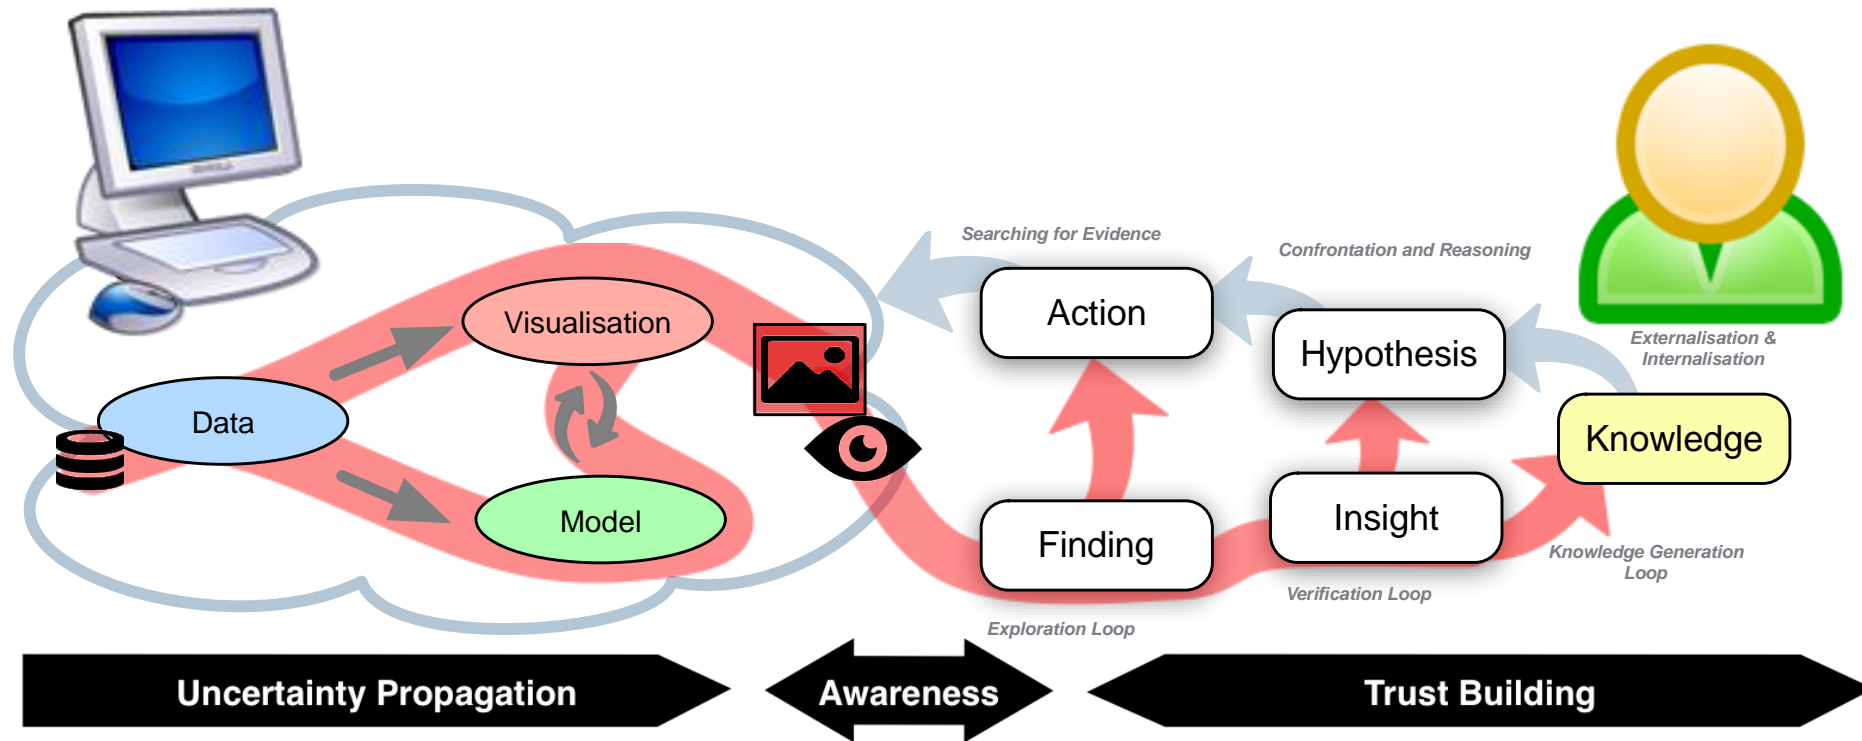 Searching for Evidence
Confrontation and Reasoning
Action
Visualisation
Hypothesis
Externalisation &
Internalisation
Data
Knowledge
Model
Finding
Insight
Knowledge Generation
Loop
Verification Loop
Exploration Loop
Uncertainty Propagation
Awareness
Trust Building